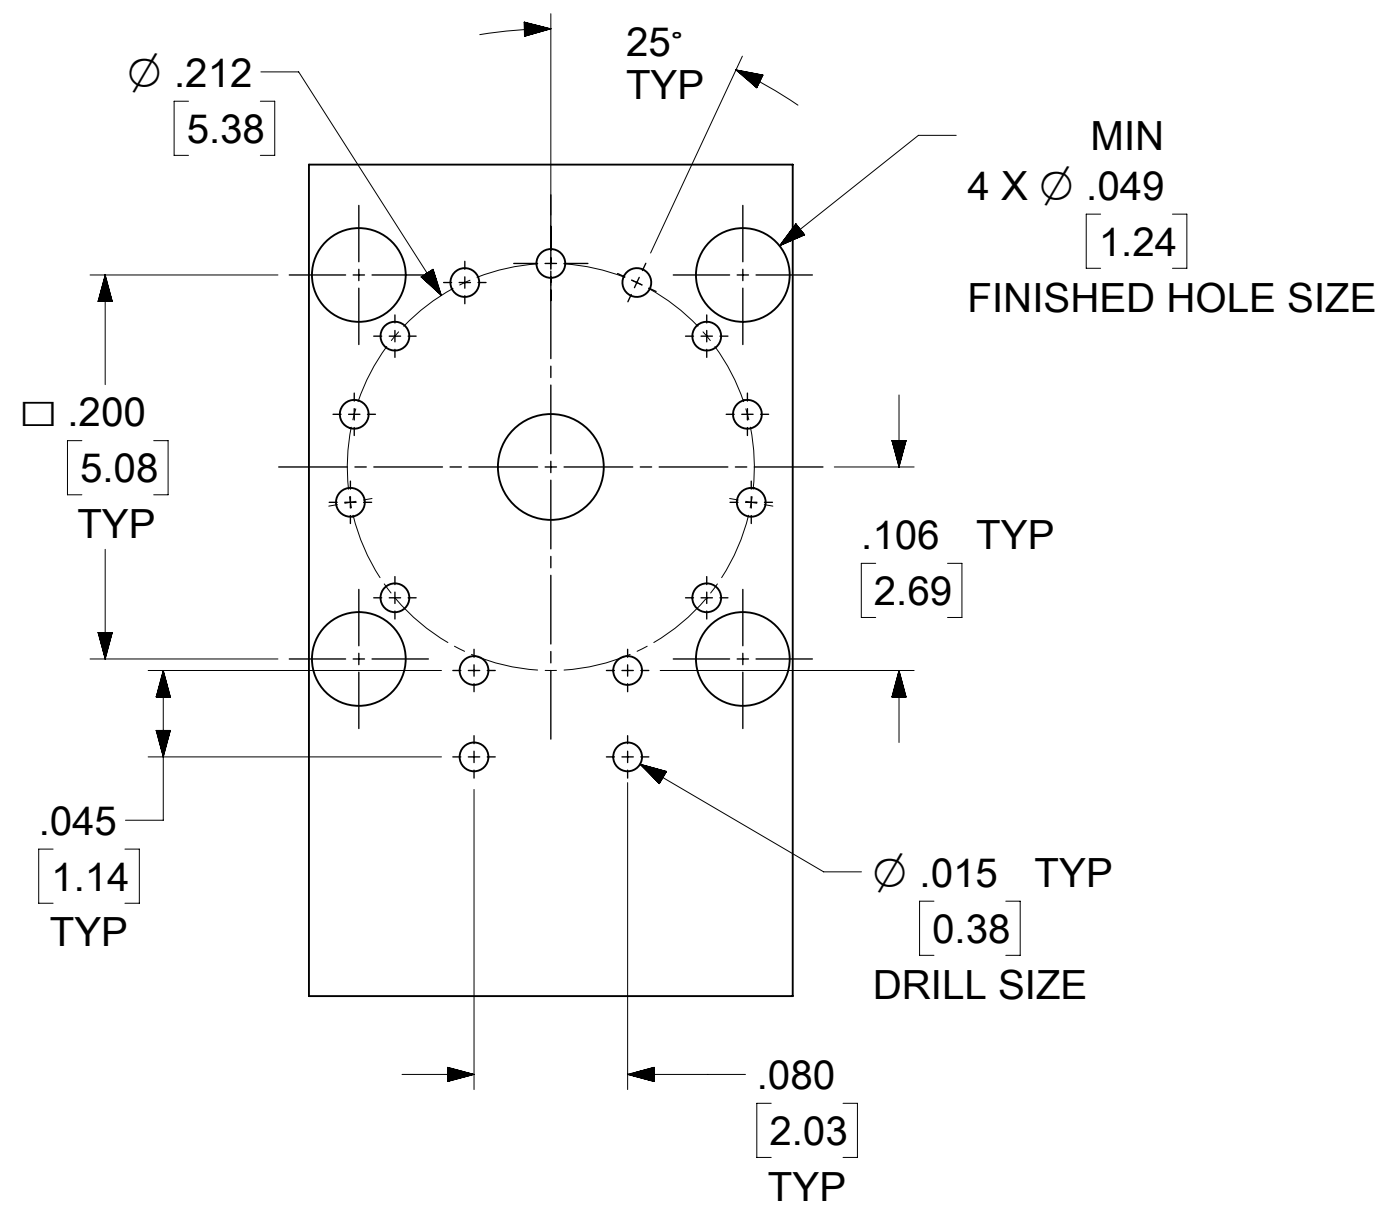 25°
TYP
Ø .212
[5.38]
MIN
4 X Ø .049
[1.24]
FINISHED HOLE SIZE
□ .200
[5.08]
TYP
.106 TYP
[2.69]
.045
[1.14]
TYP
Ø .015 TYP
[0.38]
DRILL SIZE
.080
[2.03]
TYP